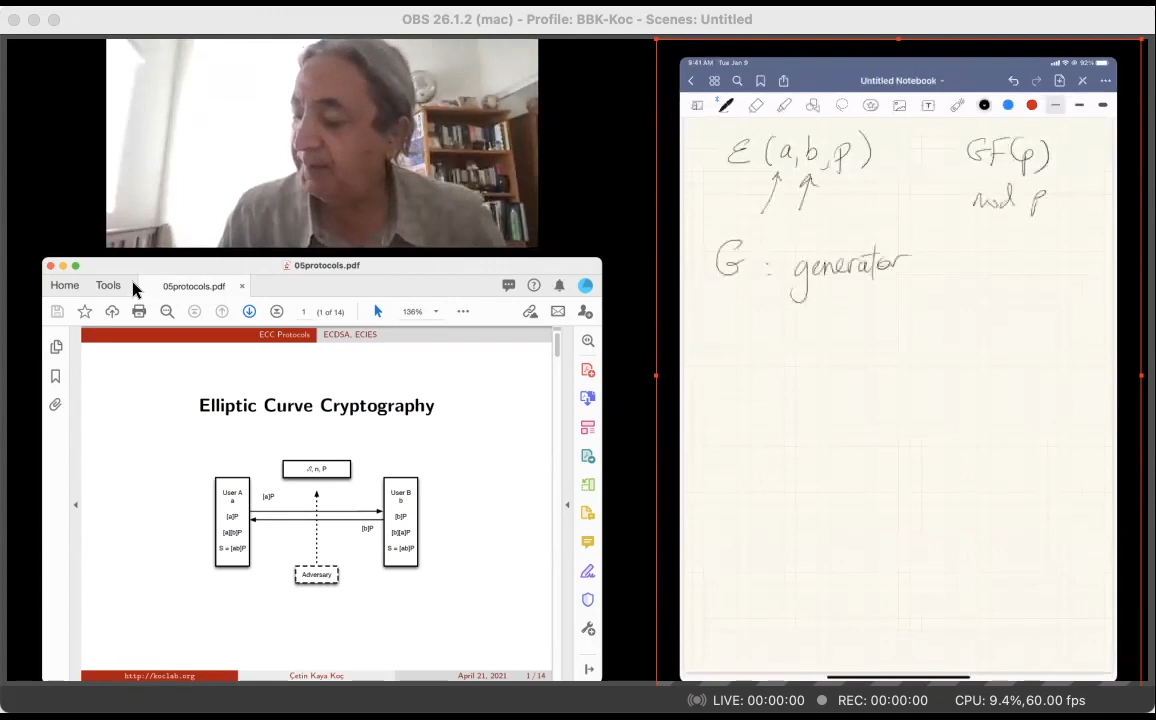 OBS 26.1.2 (mac) - Profile: BBK-Koc - Scenes: Untitled
05protocols.pdf
Home Tools 05protocols.pdf ×
1 (1 of 14) 136%
ECC Protocols ECDSA, ECIES
Elliptic Curve Cryptography
ℰ, n, P
User A
a
[a]P
[a][b]P
S = [ab]P
[a]P
[b]P
User B
b
[b]P
[b][a]P
S = [ab]P
Adversary
http://koclab.org Çetin Kaya Koç April 21, 2021 1 / 14
9:41 AM Tue Jan 9 92%
Untitled Notebook
ℰ (a, b, p) GF(p)
mod p
G : generator
LIVE: 00:00:00 REC: 00:00:00 CPU: 9.4%,60.00 fps